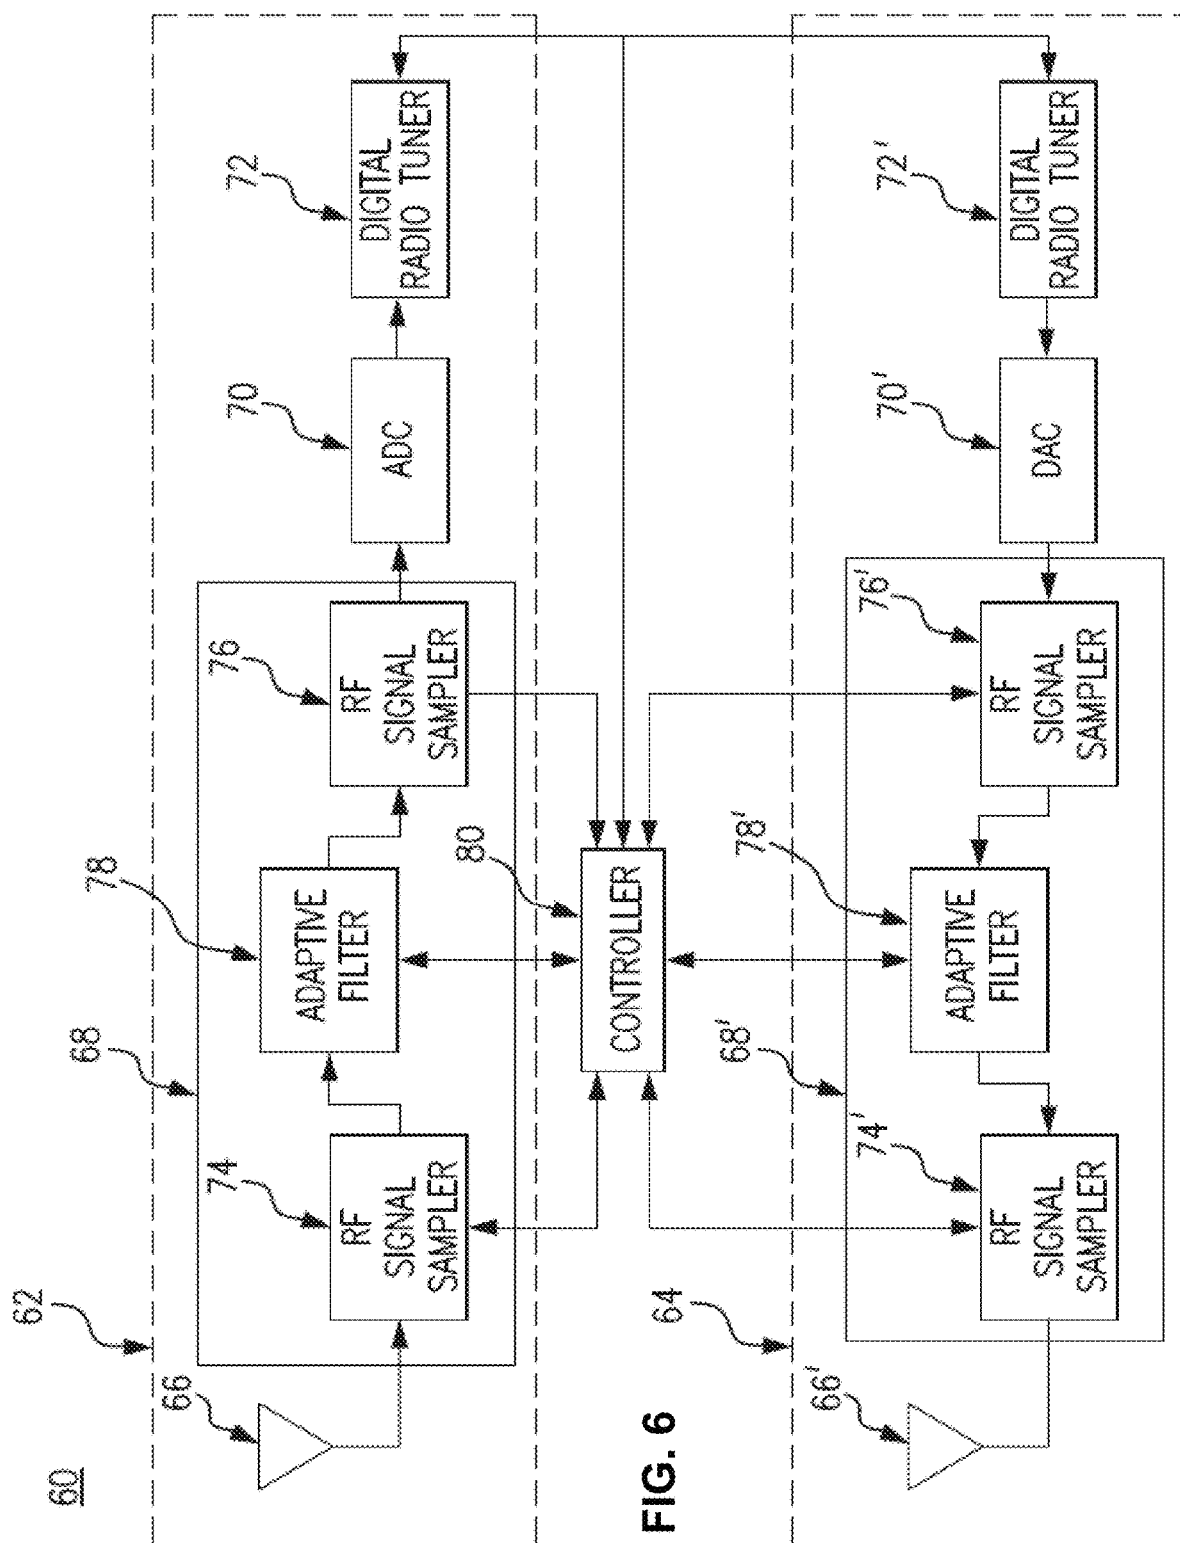 60
62
66
68
74
RF
SIGNAL
SAMPLER
78
ADAPTIVE
FILTER
76
RF
SIGNAL
SAMPLER
70
ADC
72
DIGITAL
RADIO TUNER
80
CONTROLLER
64
66'
68'
74'
RF
SIGNAL
SAMPLER
78'
ADAPTIVE
FILTER
76'
RF
SIGNAL
SAMPLER
70'
DAC
72'
DIGITAL
RADIO TUNER
FIG. 6